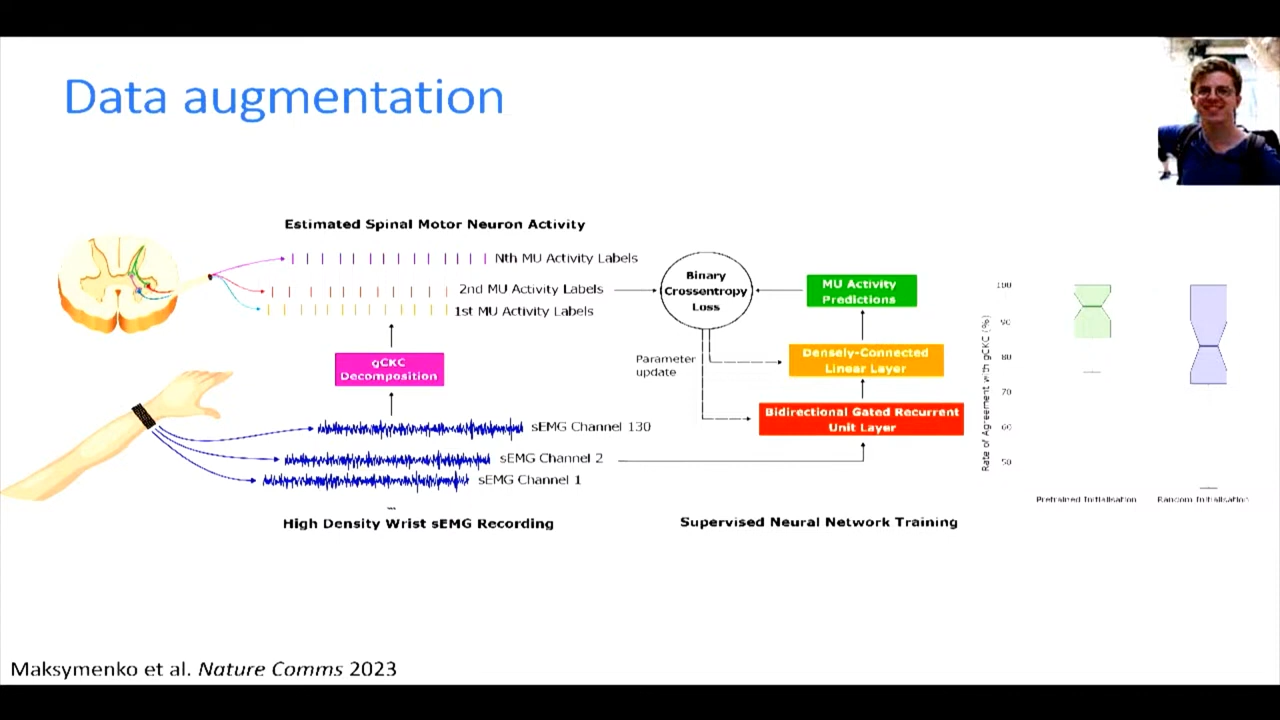 Data augmentation
Estimated Spinal Motor Neuron Activity
Nth MU Activity Labels
2nd MU Activity Labels
1st MU Activity Labels
gCKC
Decomposition
sEMG Channel 130
sEMG Channel 2
sEMG Channel 1
High Density Wrist sEMG Recording
Binary
Crossentropy
Loss
Parameter
update
MU Activity
Predictions
Densely-Connected
Linear Layer
Bidirectional Gated Recurrent
Unit Layer
Supervised Neural Network Training
Rate of Agreement with gCKC (%)
100
90
80
70
60
50
Pretrained Initialisation
Random Initialisation
Maksymenko et al. Nature Comms 2023